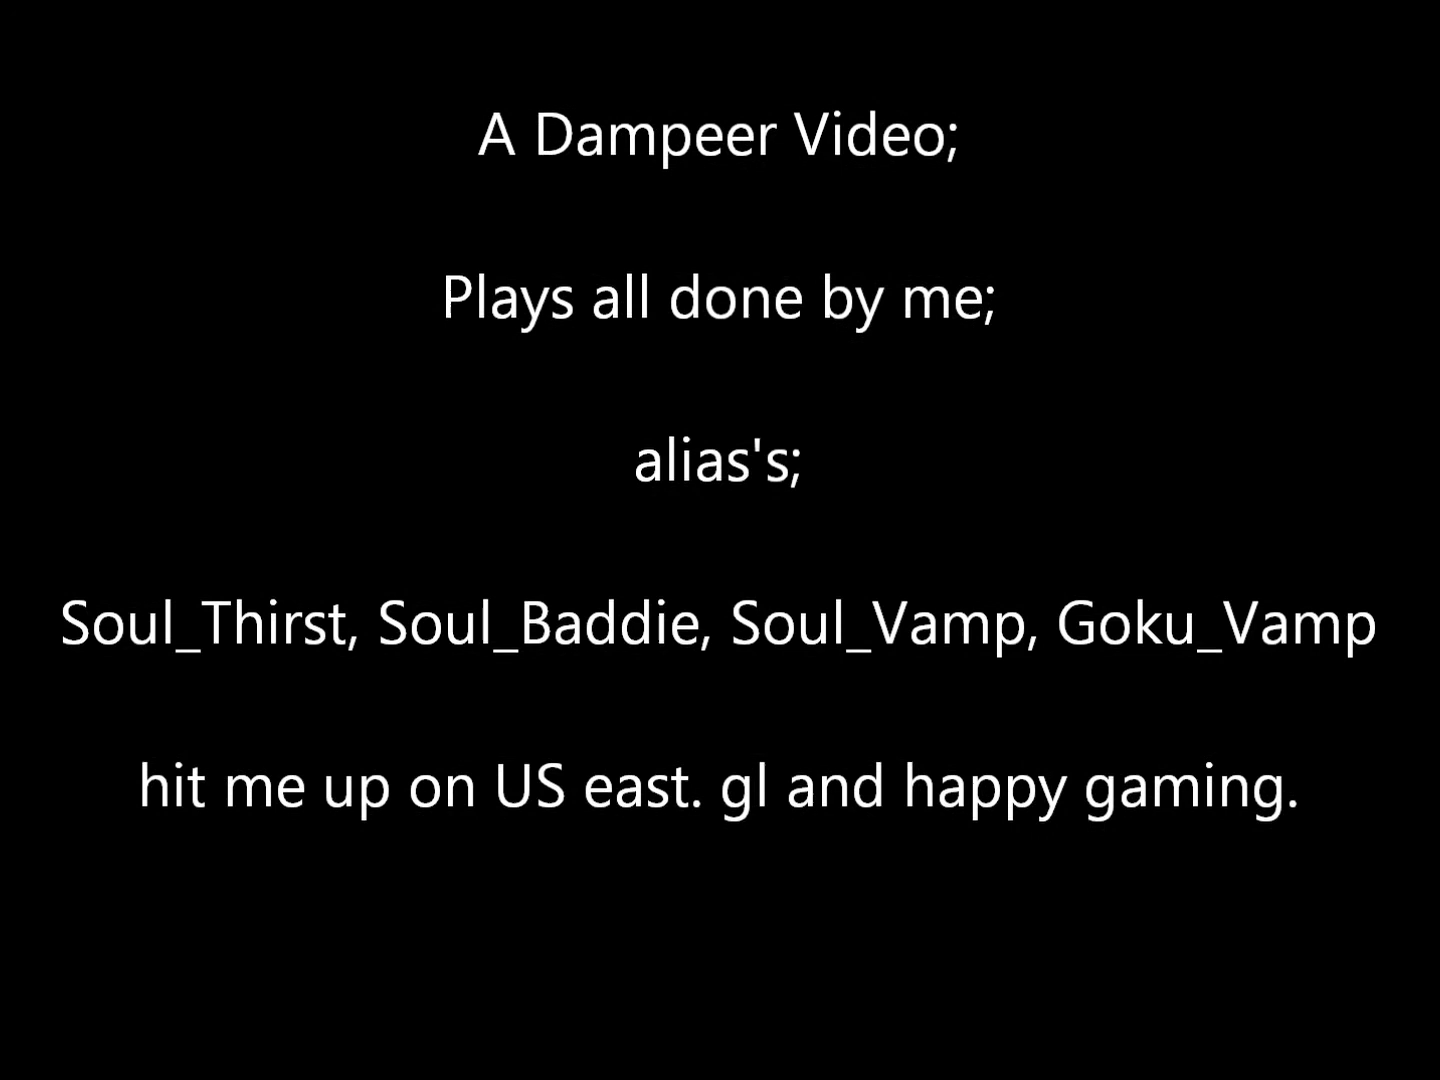 A Dampeer Video;
Plays all done by me;
alias's;
Soul_Thirst, Soul_Baddie, Soul_Vamp, Goku_Vamp
hit me up on US east. gl and happy gaming.